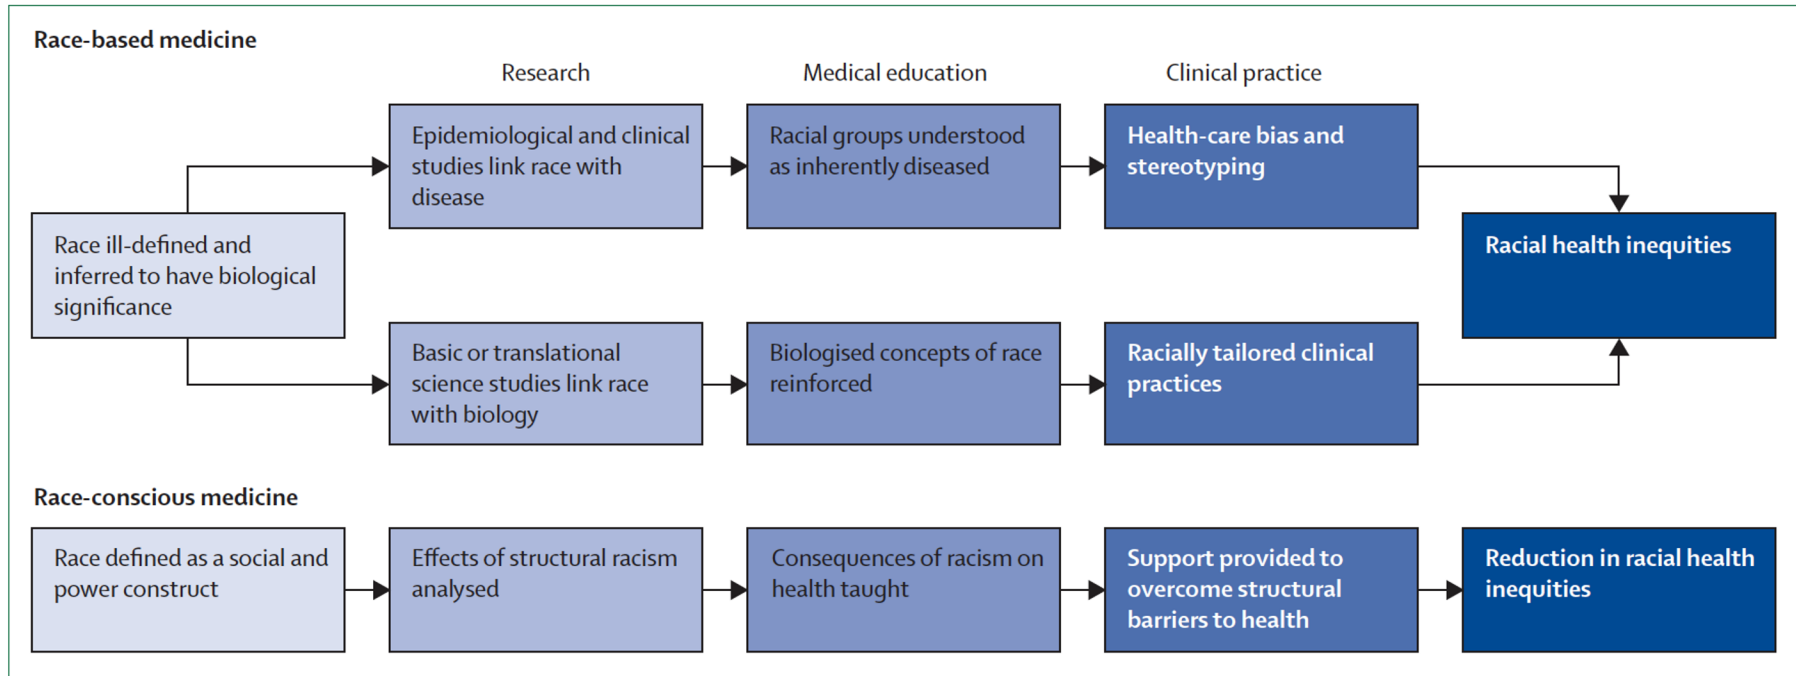 Race-based medicine
Research
Medical education
Clinical practice
Epidemiological and clinical
studies link race with
disease
Racial groups understood
as inherently diseased
Health-care bias and
stereotyping
Race ill-defined and
inferred to have biological
significance
Racial health inequities
Basic or translational
science studies link race
with biology
Biologised concepts of race
reinforced
Racially tailored clinical
practices
Race-conscious medicine
Race defined as a social and
power construct
Effects of structural racism
analysed
Consequences of racism on
health taught
Support provided to
overcome structural
barriers to health
Reduction in racial health
inequities